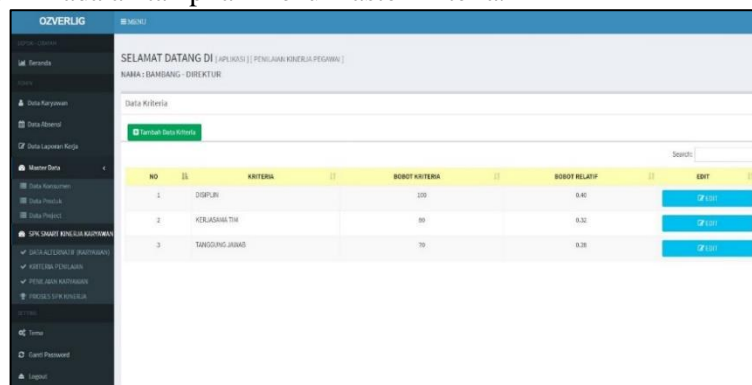 OZVERLIG
MENU
Beranda
Data Karyawan
Data Absensi
Data Laporan Kerja
Master Data
Data Konsumen
Data Produk
Data Project
SPK SMART KINERJA KARYAWAN
DATA ALTERNATIF (KARYAWAN)
KRITERIA PENILAIAN
PENILAIAN KARYAWAN
PROSES SPK KINERJA
Tema
Ganti Password
Logout
SELAMAT DATANG DI [ APLIKASI ] [ PENILAIAN KINERJA PEGAWAI ]
NAMA : BAMBANG - DIREKTUR
Data Kriteria
Tambah Data Kriteria
Search:
NO KRITERIA BOBOT KRITERIA BOBOT RELATIF EDIT
1 DISIPLIN 100 0.40 EDIT
2 KERJASAMA TIM 80 0.32 EDIT
3 TANGGUNG JAWAB 70 0.28 EDIT